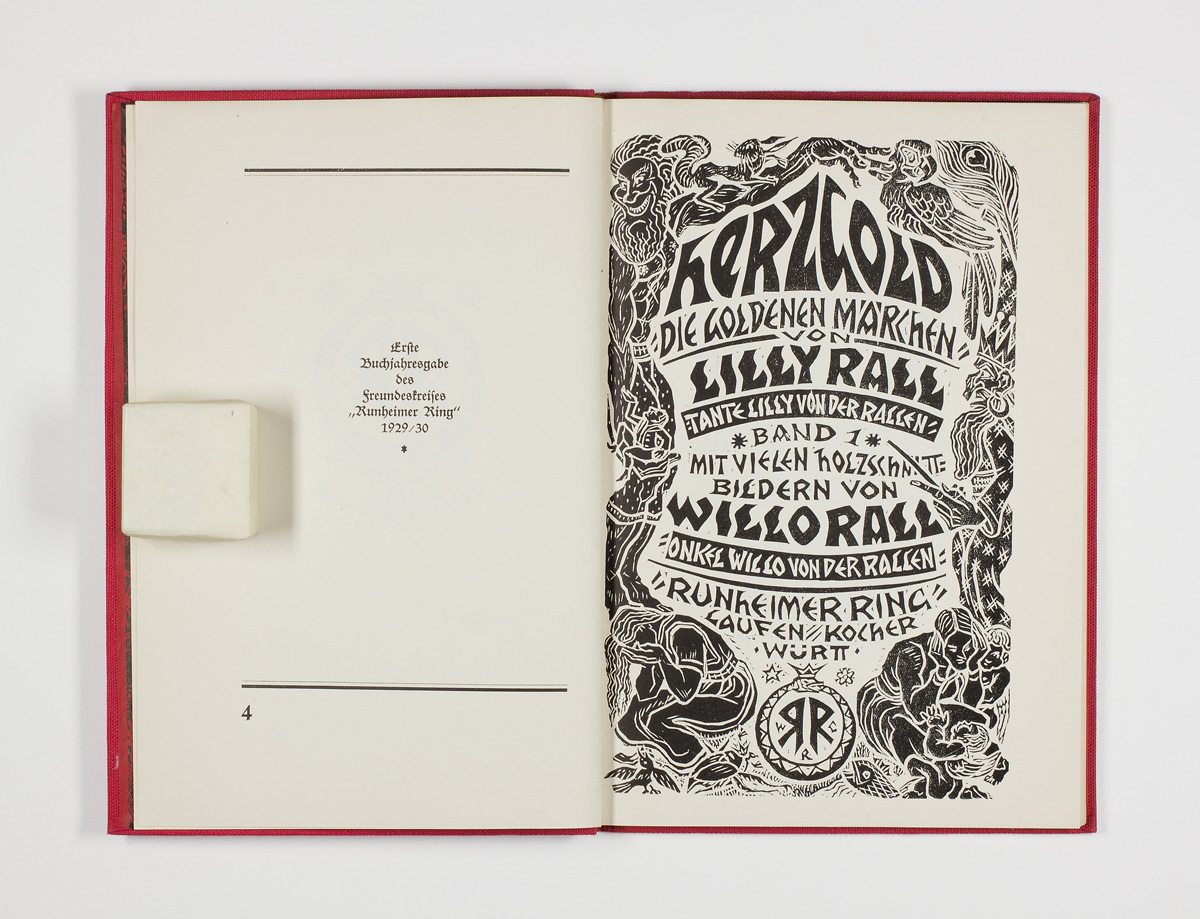 Erste
Buchjahresgabe
des
Freundeskreises
„Runheimer Ring“
1929/30
*
4
HERZGOLD
DIE GOLDENEN MÄRCHEN
VON
LILLY RALL
TANTE LILLY VON DER RALLEN
*BAND 1*
MIT VIELEN HOLZSCHNITT=
BILDERN VON
WILLO RALL
ONKEL WILLO VON DER RALLEN
RUNHEIMER RING
LAUFEN//KOCHER
·WÜRTT·
RR
W
G
R